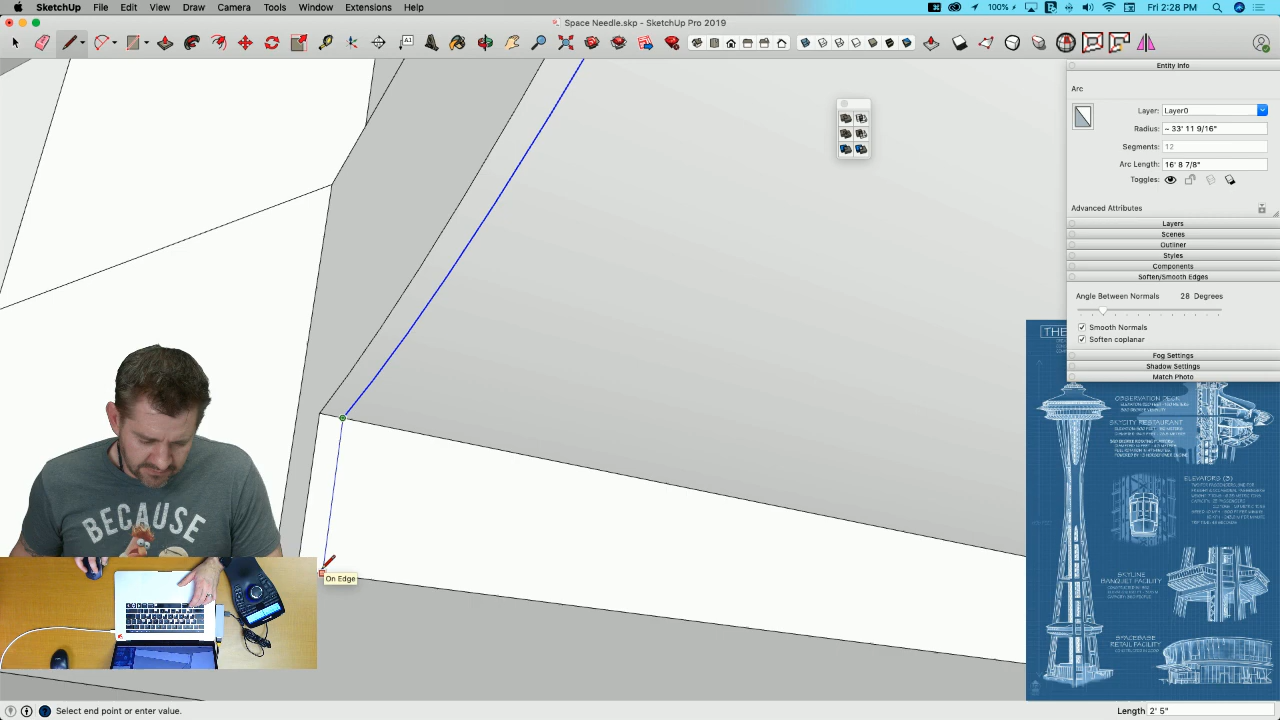 SketchUp File Edit View Draw Camera Tools Window Extensions Help
100% Fri 2:28 PM
Space Needle.skp - SketchUp Pro 2019
Entity Info
Arc
Layer: Layer0
Radius: ~ 33' 11 9/16"
Segments: 12
Arc Length: 16' 8 7/8"
Toggles:
Advanced Attributes
Layers
Scenes
Outliner
Styles
Components
Soften/Smooth Edges
Angle Between Normals 28 Degrees
Smooth Normals
Soften coplanar
Fog Settings
Shadow Settings
Match Photo
THE
OBSERVATION DECK
SKYCITY RESTAURANT
ELEVATORS (3)
SKYLINE
BANQUET FACILITY
SPACEBASE
RETAIL FACILITY
BECAUSE
On Edge
Select end point or enter value.
Length 2' 5"